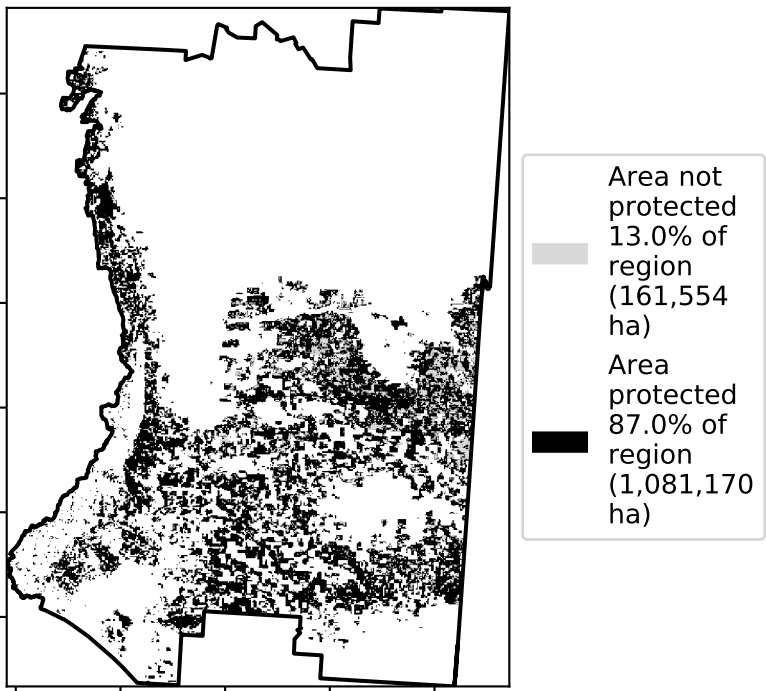 Area not
protected
13.0% of
region
(161,554
ha)
Area
protected
87.0% of
region
(1,081,170
ha)